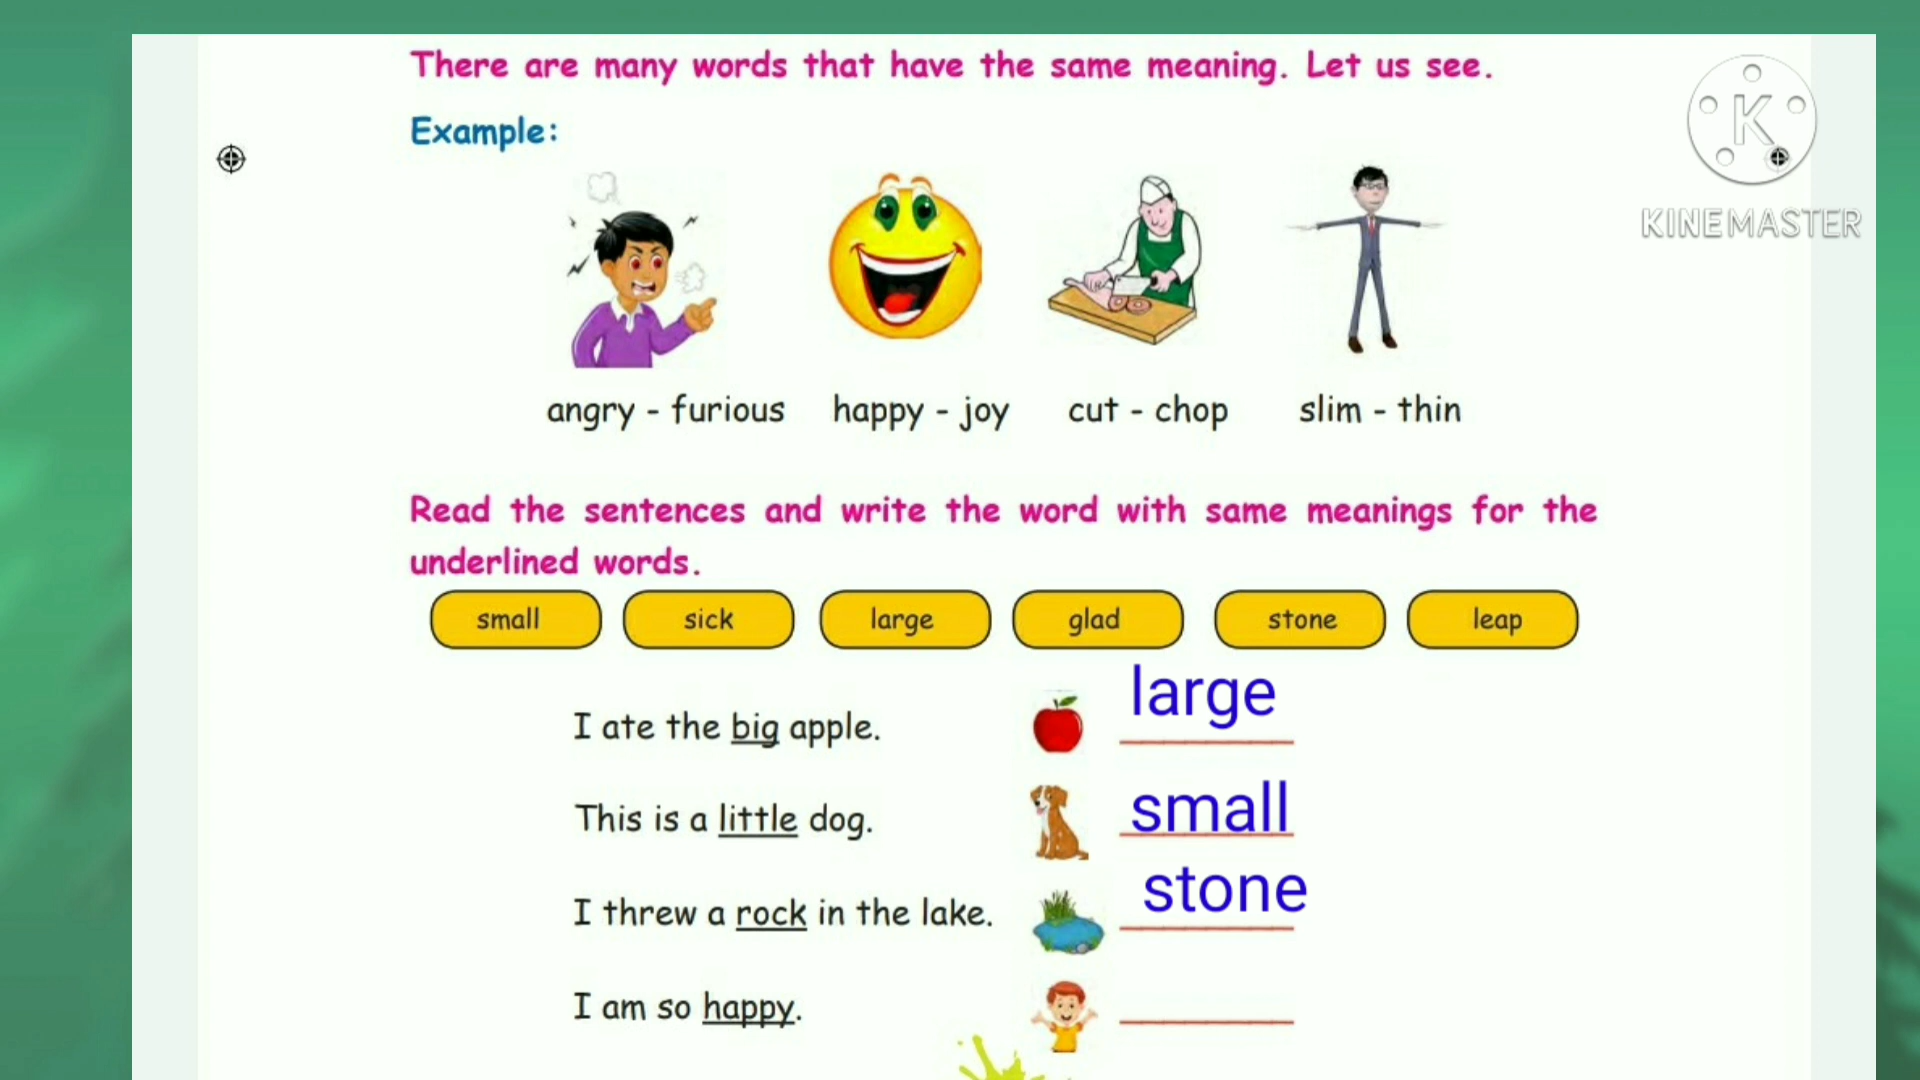 There are many words that have the same meaning. Let us see.
Example:
K
KINEMASTER
angry - furious happy - joy cut - chop slim - thin
Read the sentences and write the word with same meanings for the
underlined words.
small sick large glad stone leap
I ate the big apple. large
This is a little dog. small
I threw a rock in the lake. stone
I am so happy.